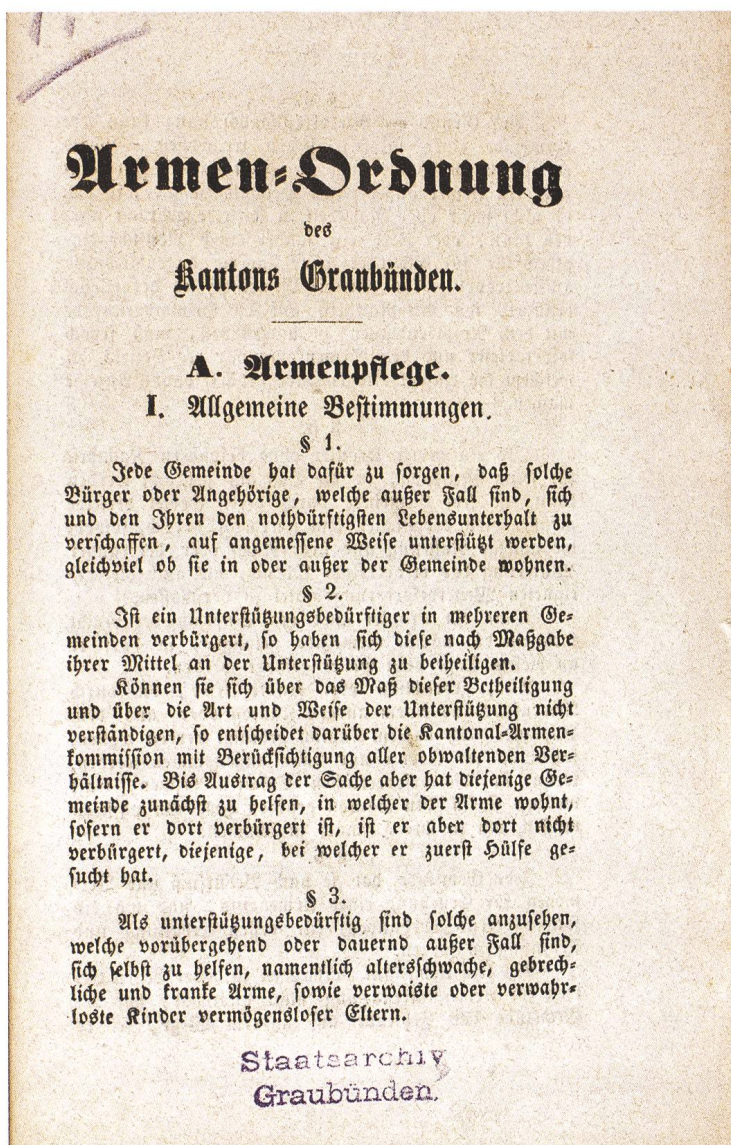 Armen-Ordnung
des
Kantons Graubünden.
A. Armenpflege.
I. Allgemeine Bestimmungen.
§ 1.
Jede Gemeinde hat dafür zu sorgen, daß solche
Bürger oder Angehörige, welche außer Fall sind, sich
und den Ihren den nothdürftigsten Lebensunterhalt zu
verschaffen, auf angemessene Weise unterstützt werden,
gleichviel ob sie in oder außer der Gemeinde wohnen.
§ 2.
Ist ein Unterstützungsbedürftiger in mehreren Ge-
meinden verbürgert, so haben sich diese nach Maßgabe
ihrer Mittel an der Unterstützung zu betheiligen.
Können sie sich über das Maß dieser Betheiligung
und über die Art und Weise der Unterstützung nicht
verständigen, so entscheidet darüber die Kantonal-Armen-
kommission mit Berücksichtigung aller obwaltenden Ver-
hältnisse. Bis Austrag der Sache aber hat diejenige Ge-
meinde zunächst zu helfen, in welcher der Arme wohnt,
sofern er dort verbürgert ist, ist er aber dort nicht
verbürgert, diejenige, bei welcher er zuerst Hülfe ge-
sucht hat.
§ 3.
Als unterstützungsbedürftig sind solche anzusehen,
welche vorübergehend oder dauernd außer Fall sind,
sich selbst zu helfen, namentlich altersschwache, gebrech-
liche und kranke Arme, sowie verwaiste oder verwahr-
loste Kinder vermögensloser Eltern.
Staatsarchiv
Graubünden.